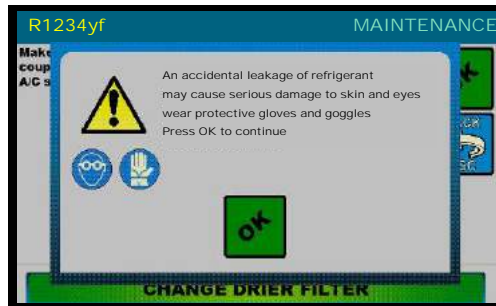 R1234yf MAINTENANCE
Make
coup
A/C s
An accidental leakage of refrigerant
may cause serious damage to skin and eyes
wear protective gloves and goggles
Press OK to continue
OK
CHANGE DRIER FILTER